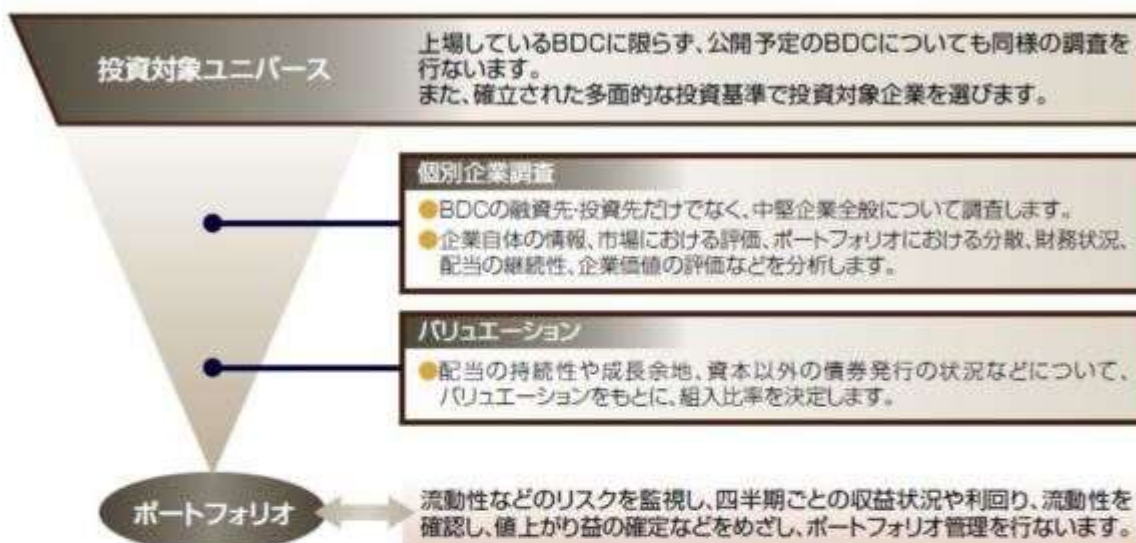 投資対象ユニバース
上場しているBDCに限らず、公開予定のBDCについても同様の調査を
行ないます。
また、確立された多面的な投資基準で投資対象企業を選びます。
個別企業調査
●BDCの融資先・投資先だけでなく、中堅企業全般について調査します。
●企業自体の情報、市場における評価、ポートフォリオにおける分散、財務状況、
配当の継続性、企業価値の評価などを分析します。
バリュエーション
●配当の持続性や成長余地、資本以外の債券発行の状況などについて、
バリュエーションをもとに、組入比率を決定します。
ポートフォリオ
流動性などのリスクを監視し、四半期ごとの収益状況や利回り、流動性を
確認し、値上がり益の確定などをめざし、ポートフォリオ管理を行ないます。